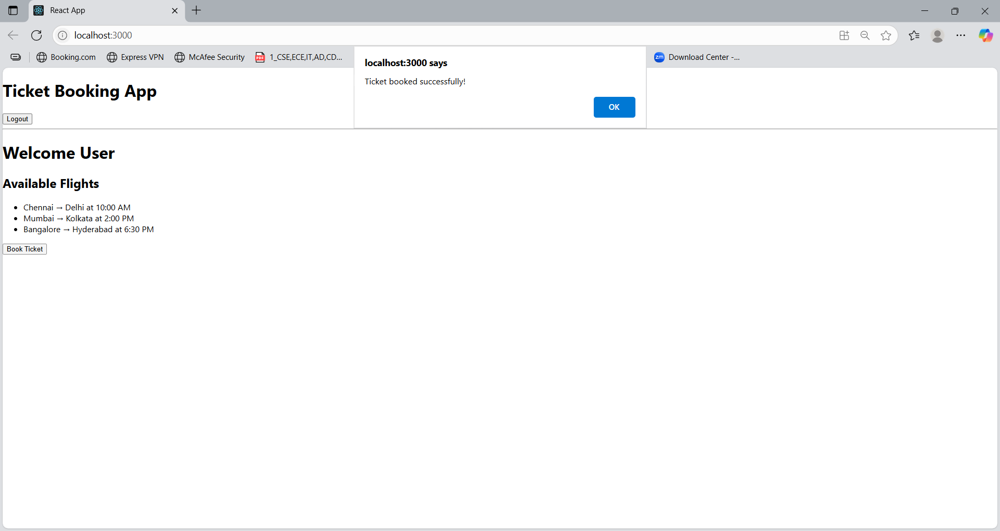 React App
localhost:3000
Booking.com
Express VPN
McAfee Security
PDF
1_CSE,ECE,IT,AD,CD...
zm
Download Center -...
localhost:3000 says
Ticket booked successfully!
OK
Ticket Booking App
Logout
Welcome User
Available Flights
• Chennai → Delhi at 10:00 AM
• Mumbai → Kolkata at 2:00 PM
• Bangalore → Hyderabad at 6:30 PM
Book Ticket